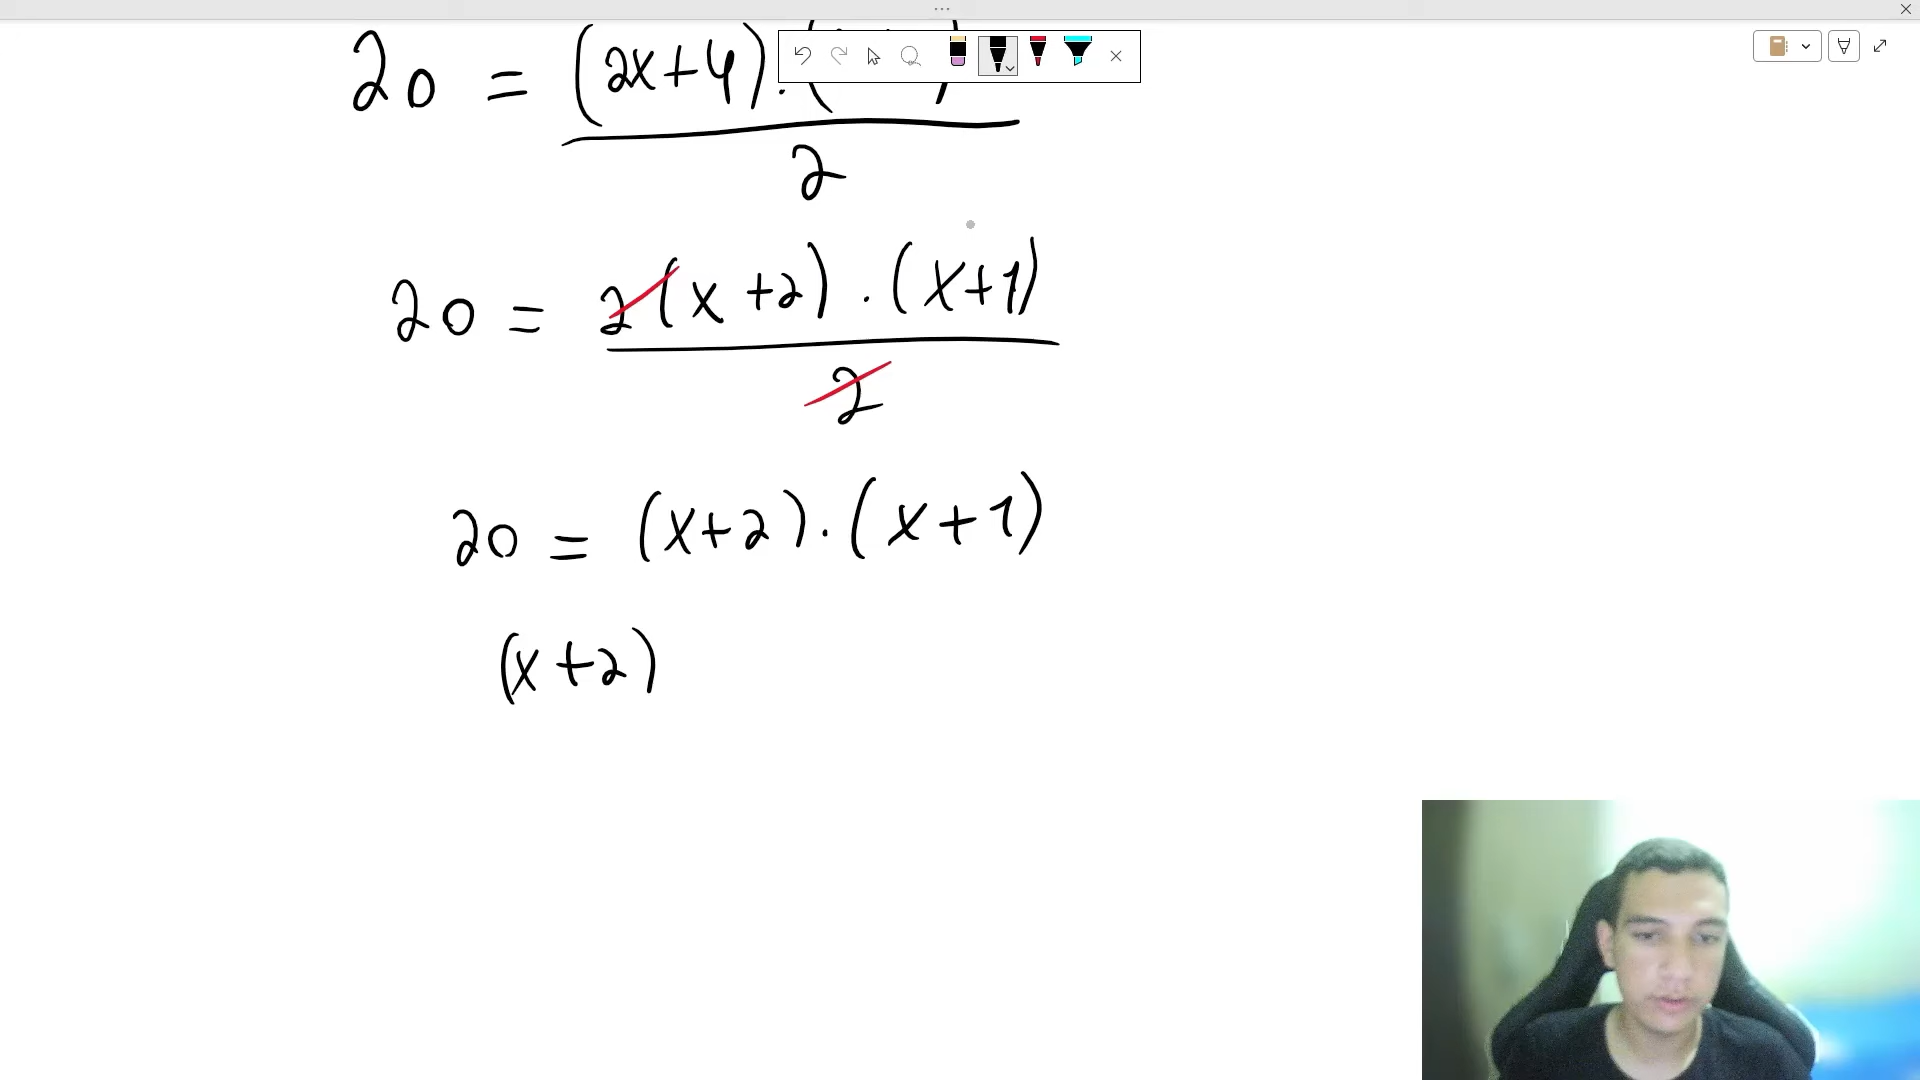 20 = (2x+4).(
2
20 = 2(x+2).(x+1)
2
20 = (x+2).(x+1)
(x+2)